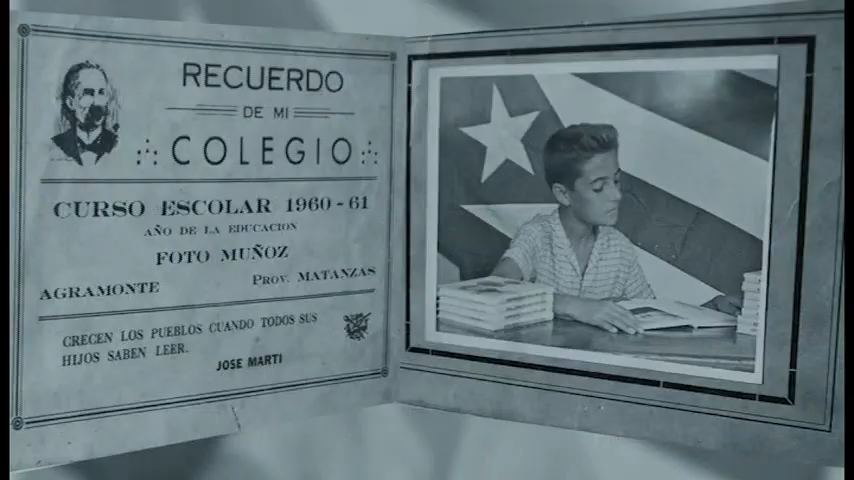 RECUERDO
DE MI
COLEGIO
CURSO ESCOLAR 1960-61
AÑO DE LA EDUCACION
FOTO MUÑOZ
AGRAMONTE PROV. MATANZAS
CRECEN LOS PUEBLOS CUANDO TODOS SUS
HIJOS SABEN LEER.
JOSE MARTI